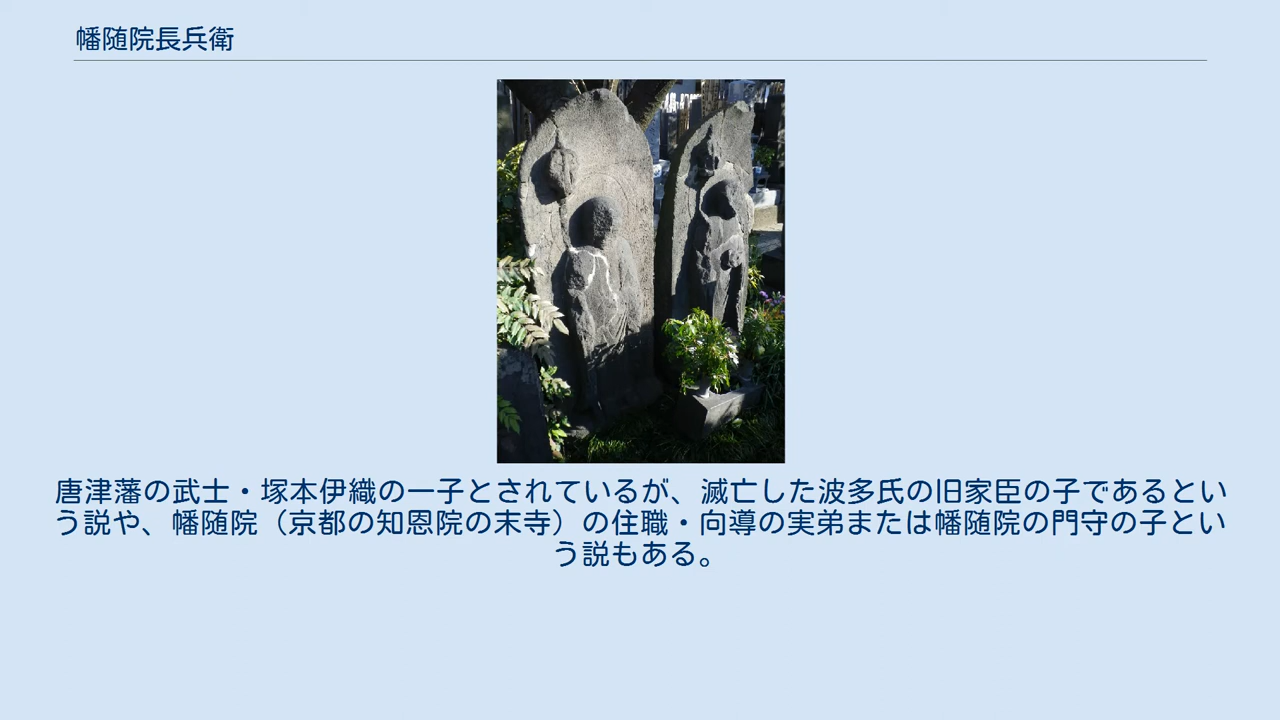 幡随院長兵衛
唐津藩の武士・塚本伊織の一子とされているが、滅亡した波多氏の旧家臣の子であるとい
う説や、幡随院（京都の知恩院の末寺）の住職・向導の実弟または幡随院の門守の子とい
う説もある。